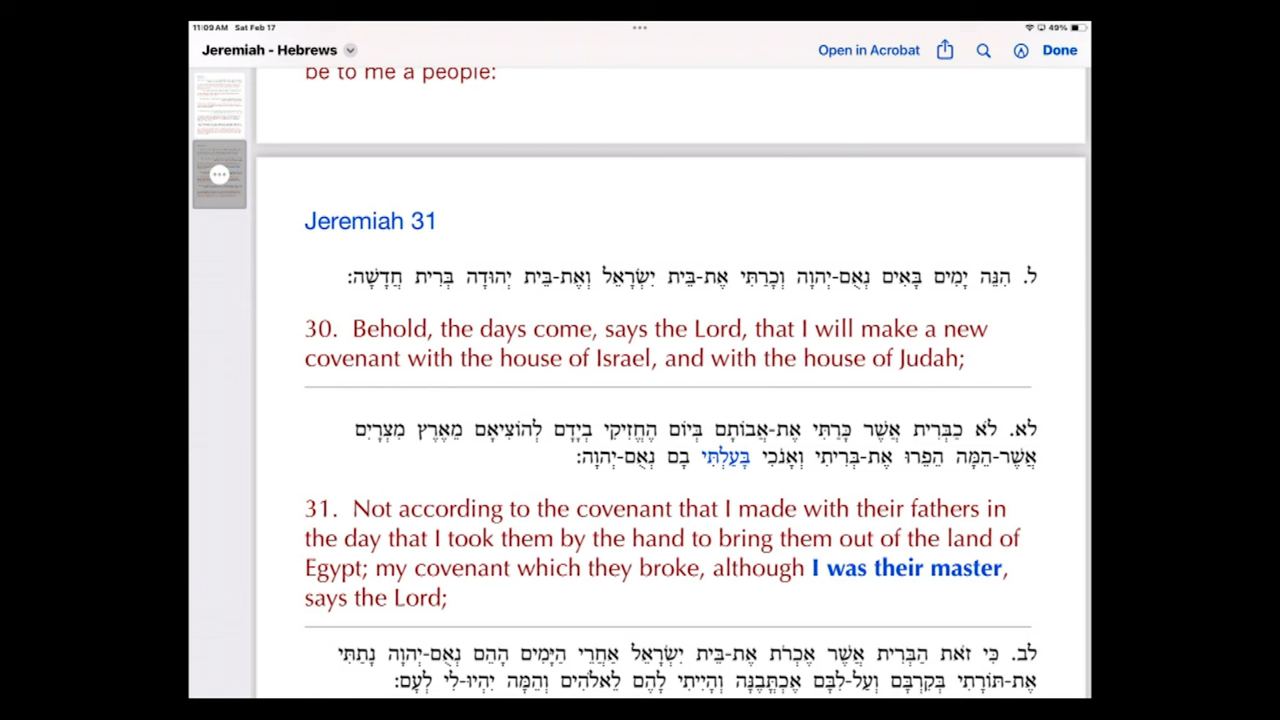 11:09 AM Sat Feb 17
49%
Jeremiah - Hebrews
Open in Acrobat
Done
be to me a people:
Jeremiah 31
ל. הִנֵּה יָמִים בָּאִים נְאֻם-יְהוָה וְכָרַתִּי אֶת-בֵּית יִשְׂרָאֵל וְאֶת-בֵּית יְהוּדָה בְּרִית חֲדָשָׁה:
30. Behold, the days come, says the Lord, that I will make a new
covenant with the house of Israel, and with the house of Judah;
לא. לֹא כַבְּרִית אֲשֶׁר כָּרַתִּי אֶת-אֲבוֹתָם בְּיוֹם הֶחֱזִיקִי בְיָדָם לְהוֹצִיאָם מֵאֶרֶץ מִצְרָיִם
אֲשֶׁר-הֵמָּה הֵפֵרוּ אֶת-בְּרִיתִי וְאָנֹכִי בָּעַלְתִּי בָם נְאֻם-יְהוָה:
31. Not according to the covenant that I made with their fathers in
the day that I took them by the hand to bring them out of the land of
Egypt; my covenant which they broke, although I was their master,
says the Lord;
לב. כִּי זֹאת הַבְּרִית אֲשֶׁר אֶכְרֹת אֶת-בֵּית יִשְׂרָאֵל אַחֲרֵי הַיָּמִים הָהֵם נְאֻם-יְהוָה נָתַתִּי
אֶת-תּוֹרָתִי בְּקִרְבָּם וְעַל-לִבָּם אֶכְתֲּבֶנָּה וְהָיִיתִי לָהֶם לֵאלֹהִים וְהֵמָּה יִהְיוּ-לִי לְעָם: